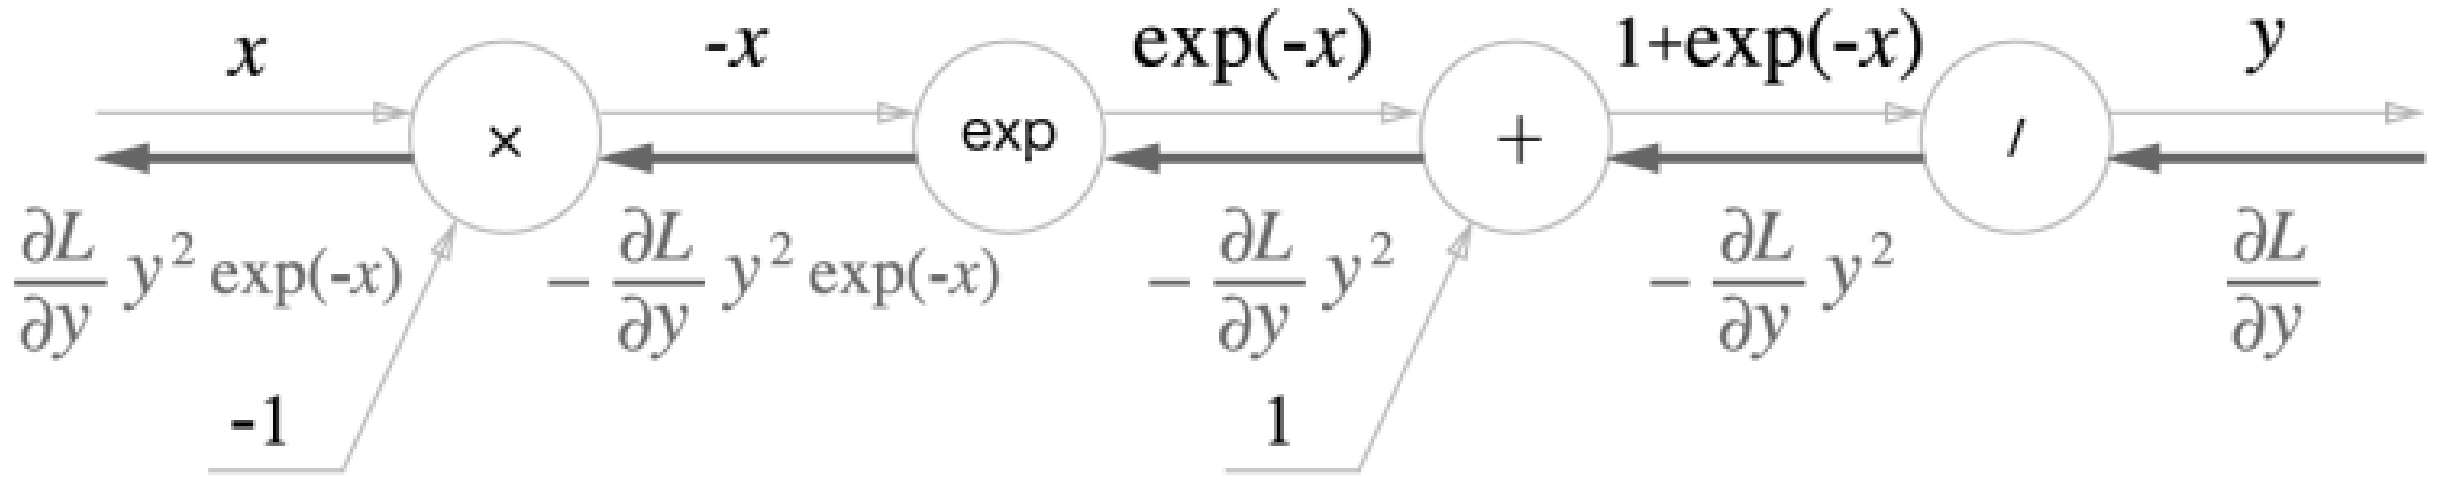 x -x exp(-x) 1+exp(-x) y
× exp + /
∂L/∂y y² exp(-x) − ∂L/∂y y² exp(-x) − ∂L/∂y y² − ∂L/∂y y² ∂L/∂y
-1 1